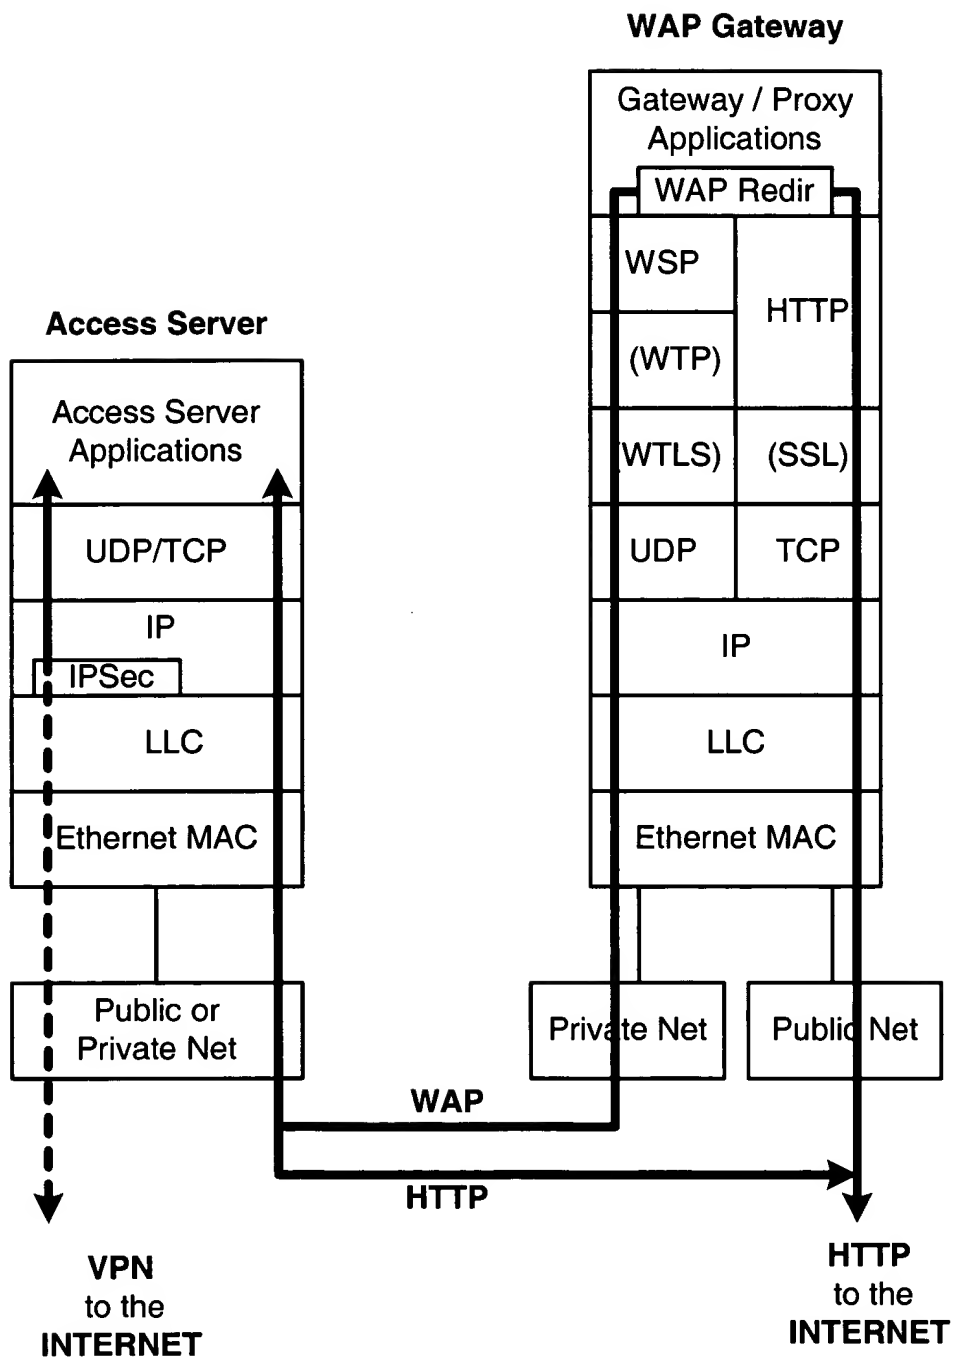 WAP Gateway
Gateway / Proxy
Applications
WAP Redir
WSP
HTTP
(WTP)
(WTLS)
(SSL)
UDP
TCP
IP
LLC
Ethernet MAC
Private Net
Public Net
Access Server
Access Server
Applications
UDP/TCP
IP
IPSec
LLC
Ethernet MAC
Public or
Private Net
WAP
HTTP
VPN
to the
INTERNET
HTTP
to the
INTERNET